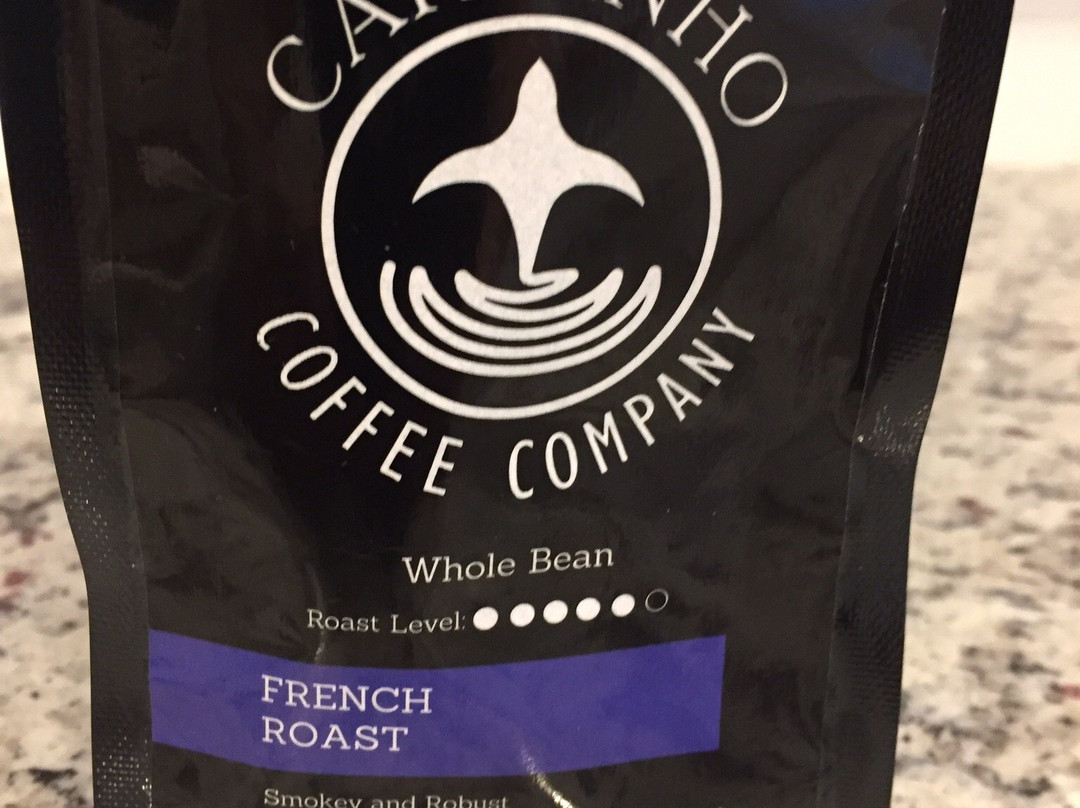 COFFEE COMPANY
Whole Bean
Roast Level:
FRENCH
ROAST
Smokey and Robust